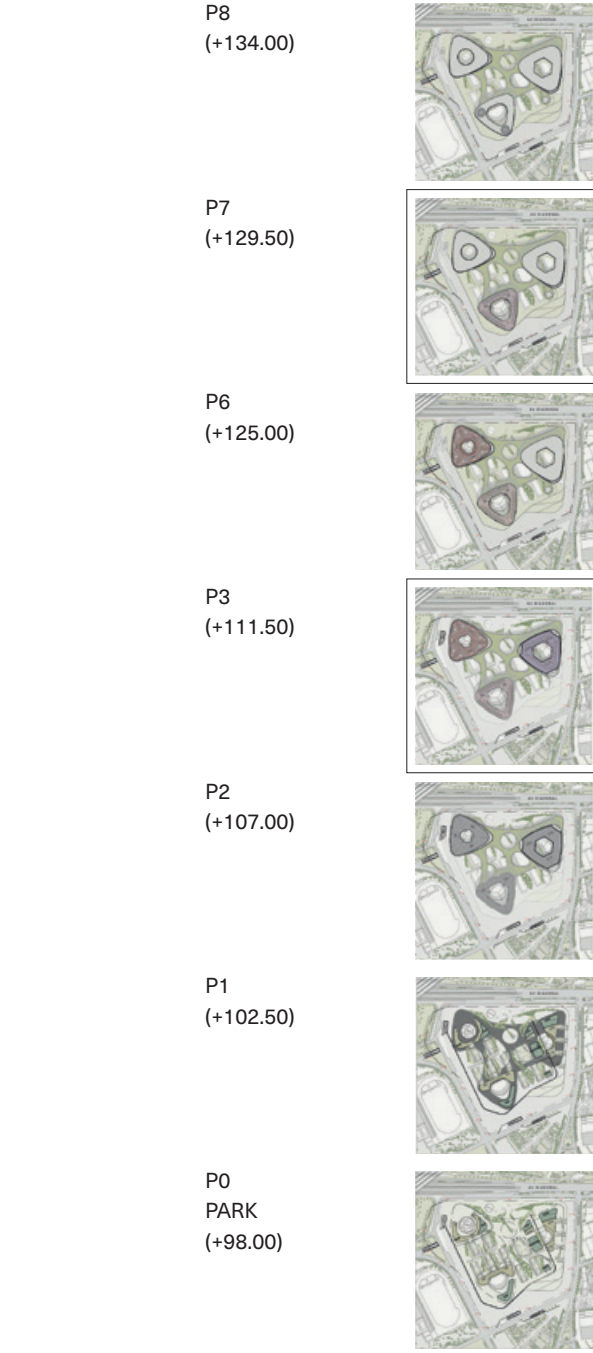 P8
(+134.00)
P7
(+129.50)
P6
(+125.00)
P3
(+111.50)
P2
(+107.00)
P1
(+102.50)
P0
PARK
(+98.00)